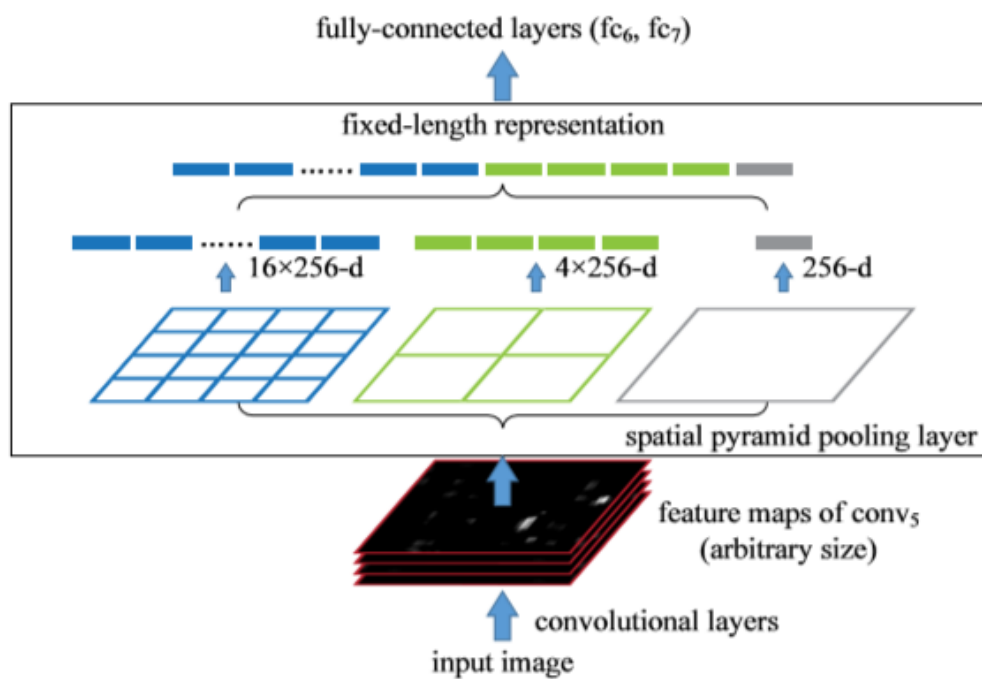 fully-connected layers (fc₆, fc₇)
fixed-length representation
......
......
16×256-d
4×256-d
256-d
spatial pyramid pooling layer
feature maps of conv₅
(arbitrary size)
convolutional layers
input image